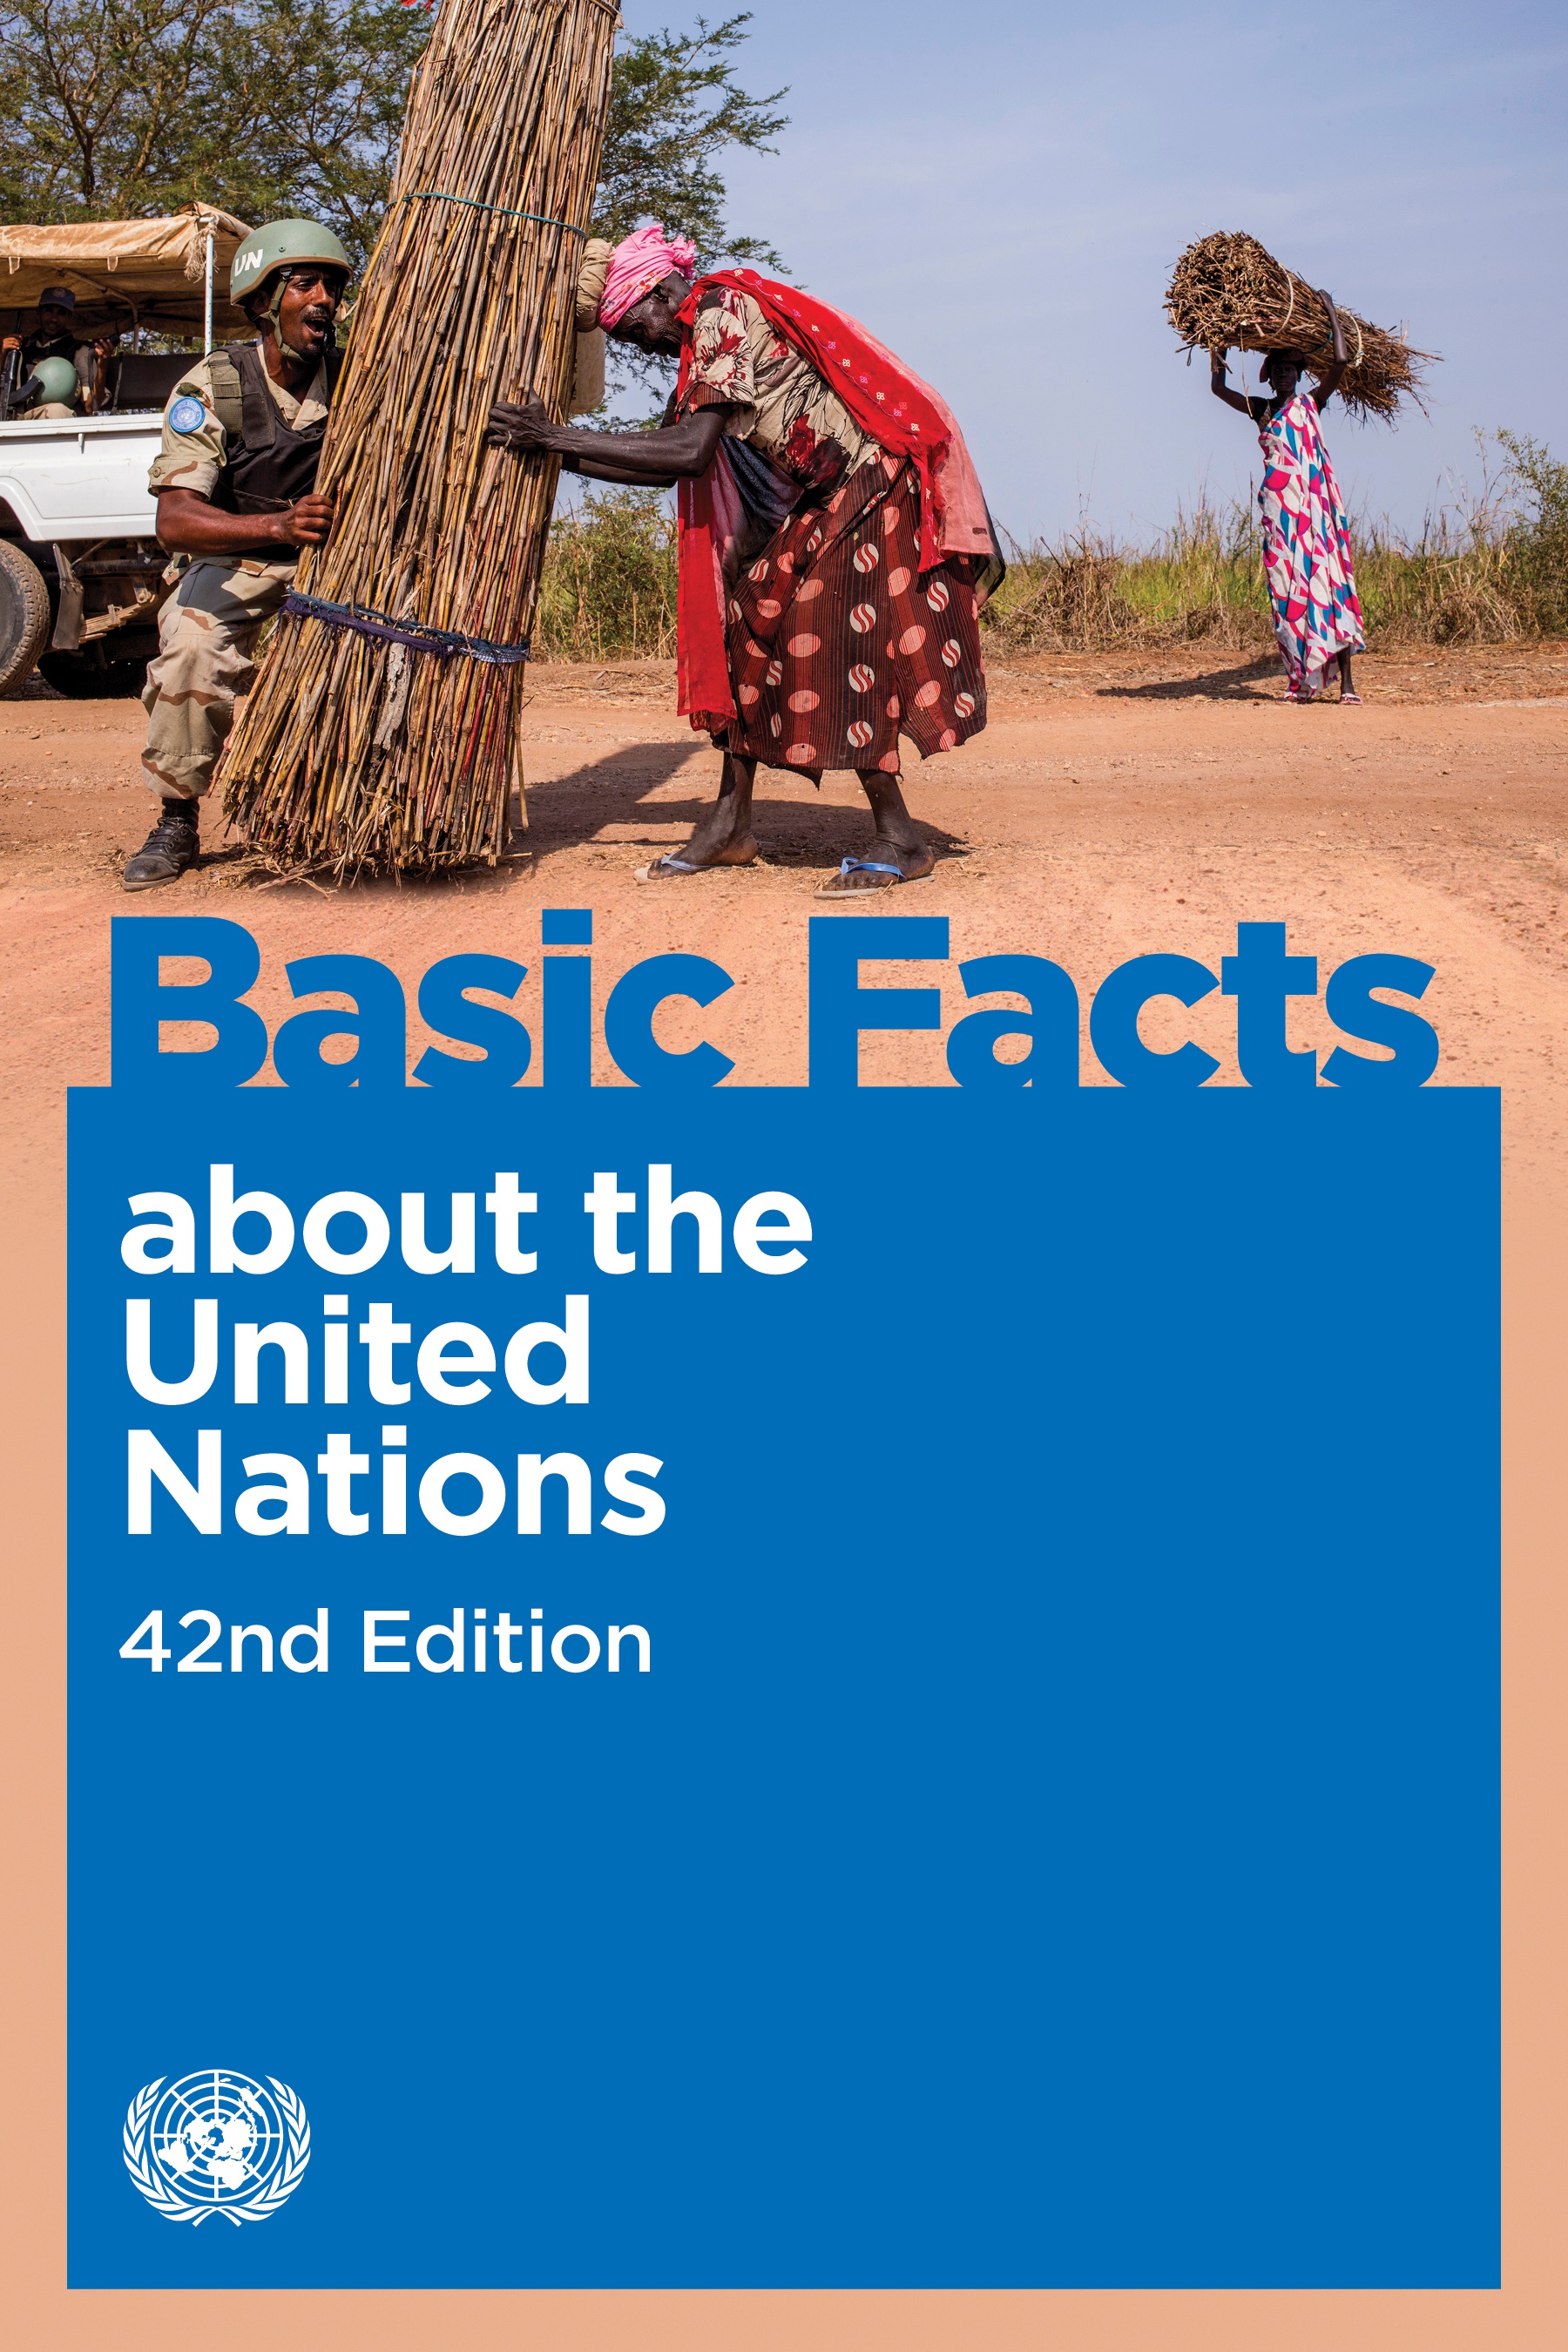 UN
Basic Facts
about the
United
Nations
42nd Edition